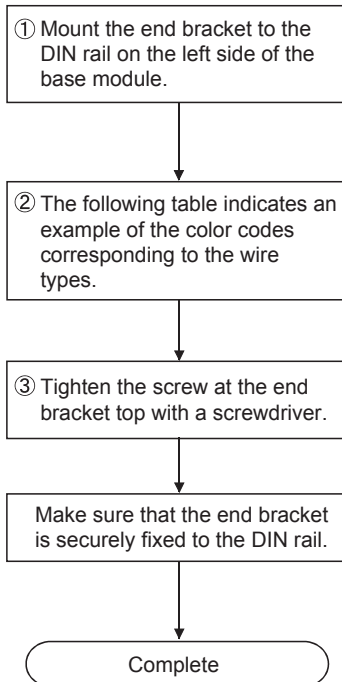 ① Mount the end bracket to the
DIN rail on the left side of the
base module.
② The following table indicates an
example of the color codes
corresponding to the wire
types.
③ Tighten the screw at the end
bracket top with a screwdriver.
Make sure that the end bracket
is securely fixed to the DIN rail.
Complete